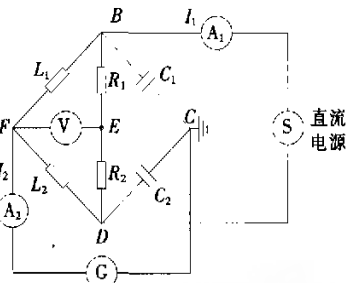 B
I₁
A₁
L₁
R₁
C₁
F
V
E
C
S
直流
电源
I₂
A₂
L₂
R₂
C₂
D
G